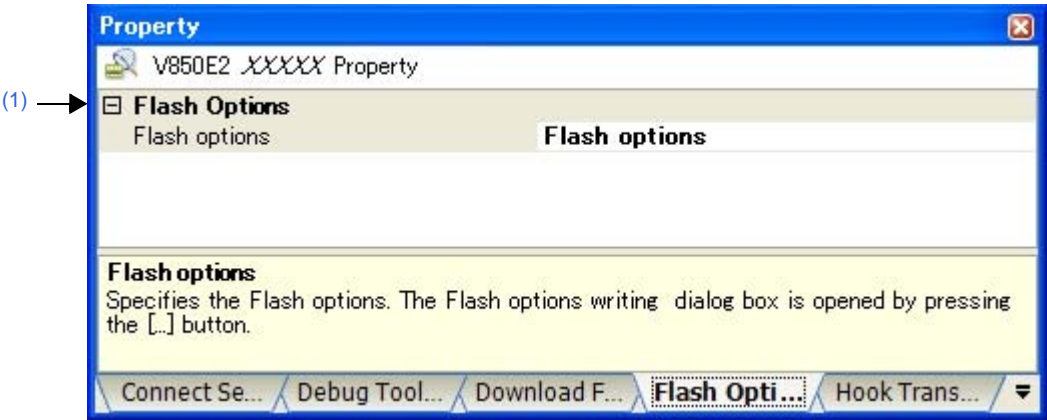 Property
V850E2 XXXXX Property
(1)
Flash Options
Flash options Flash options
Flash options
Specifies the Flash options. The Flash options writing dialog box is opened by pressing
the [...] button.
Connect Se... Debug Tool... Download F... Flash Opti... Hook Trans...